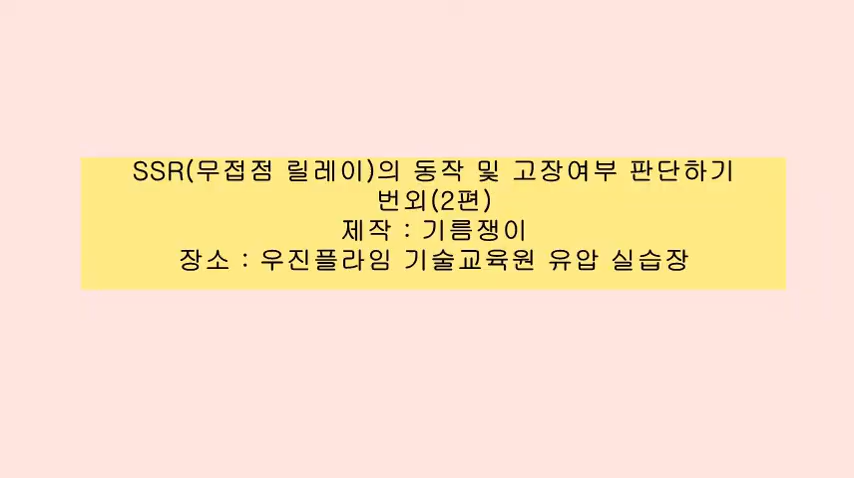 SSR(무접점 릴레이)의 동작 및 고장여부 판단하기
번외(2편)
제작 : 기름쟁이
장소 : 우진플라임 기술교육원 유압 실습장